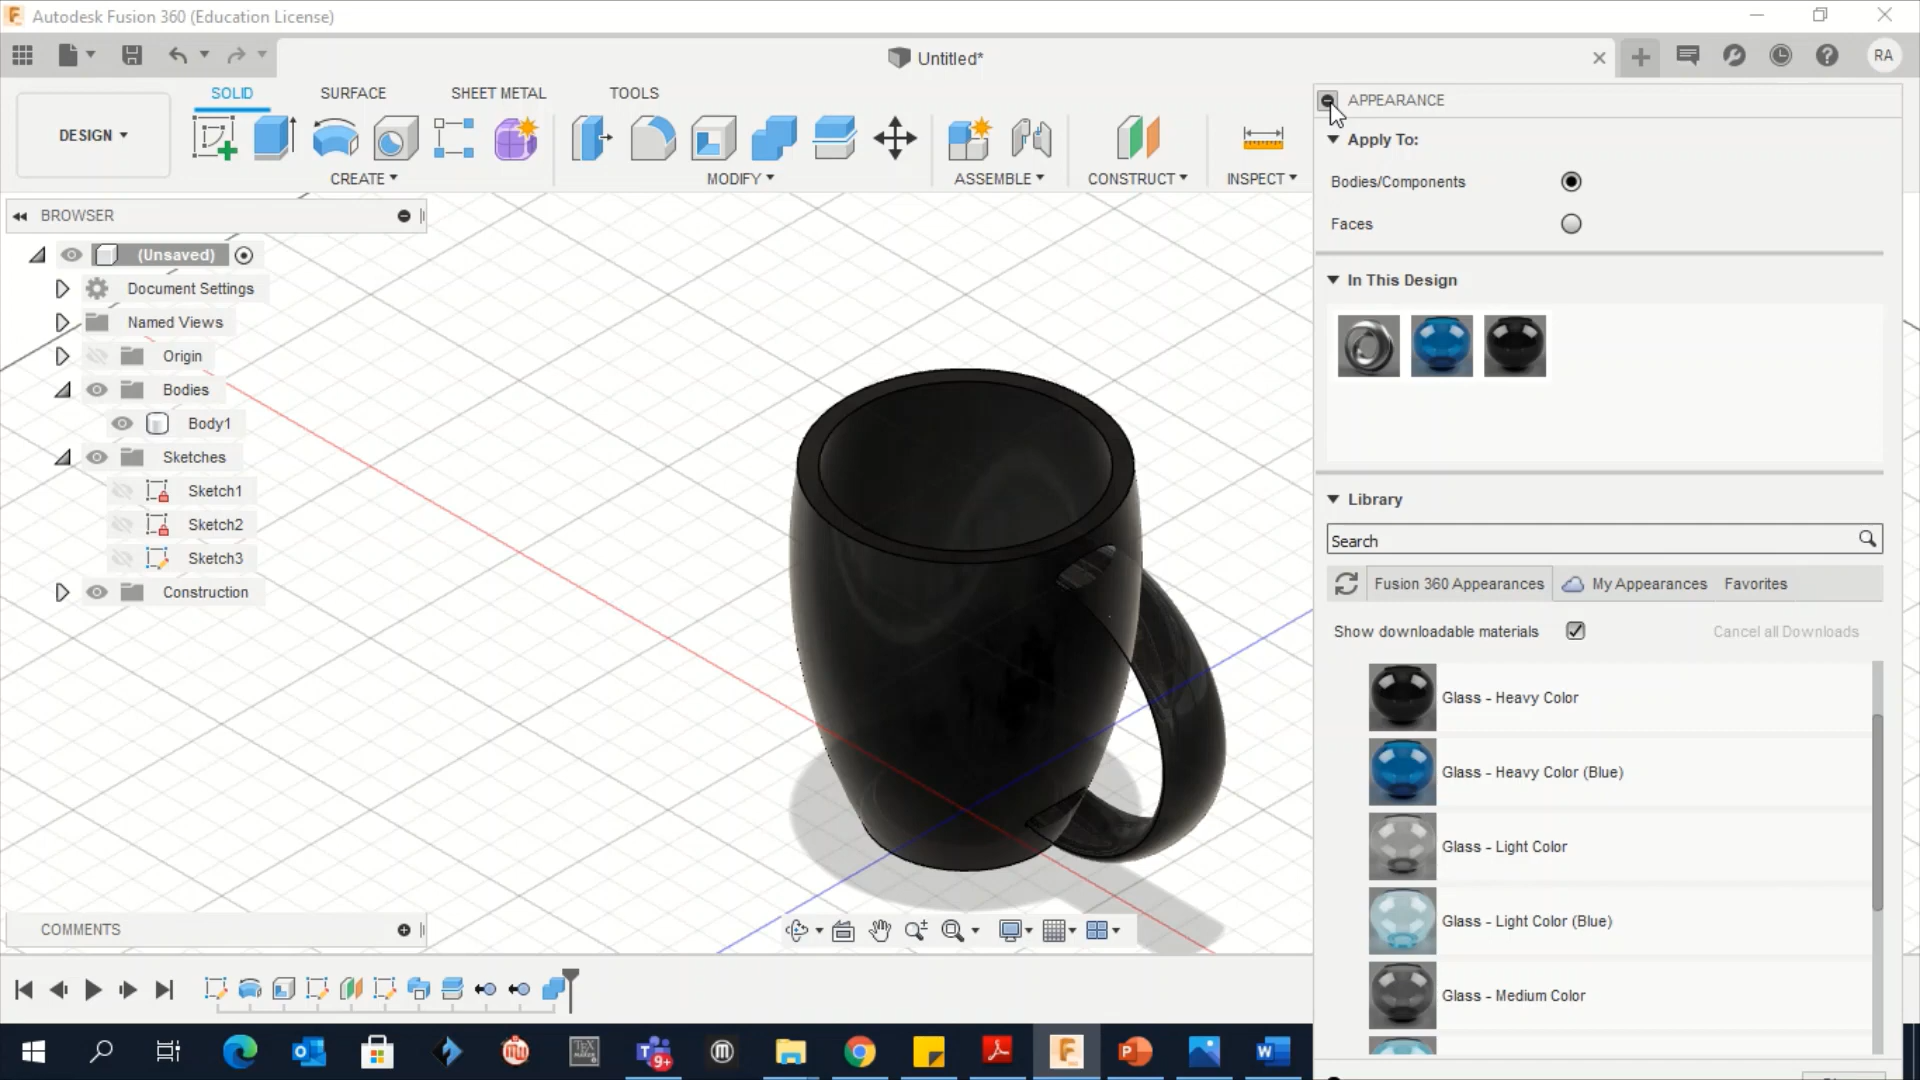 Autodesk Fusion 360 (Education License)
Untitled*
RA
DESIGN
SOLID
SURFACE
SHEET METAL
TOOLS
CREATE
MODIFY
ASSEMBLE
CONSTRUCT
INSPECT
BROWSER
(Unsaved)
Document Settings
Named Views
Origin
Bodies
Body1
Sketches
Sketch1
Sketch2
Sketch3
Construction
COMMENTS
APPEARANCE
Apply To:
Bodies/Components
Faces
In This Design
Library
Search
Fusion 360 Appearances
My Appearances
Favorites
Show downloadable materials
Cancel all Downloads
Glass - Heavy Color
Glass - Heavy Color (Blue)
Glass - Light Color
Glass - Light Color (Blue)
Glass - Medium Color
9+